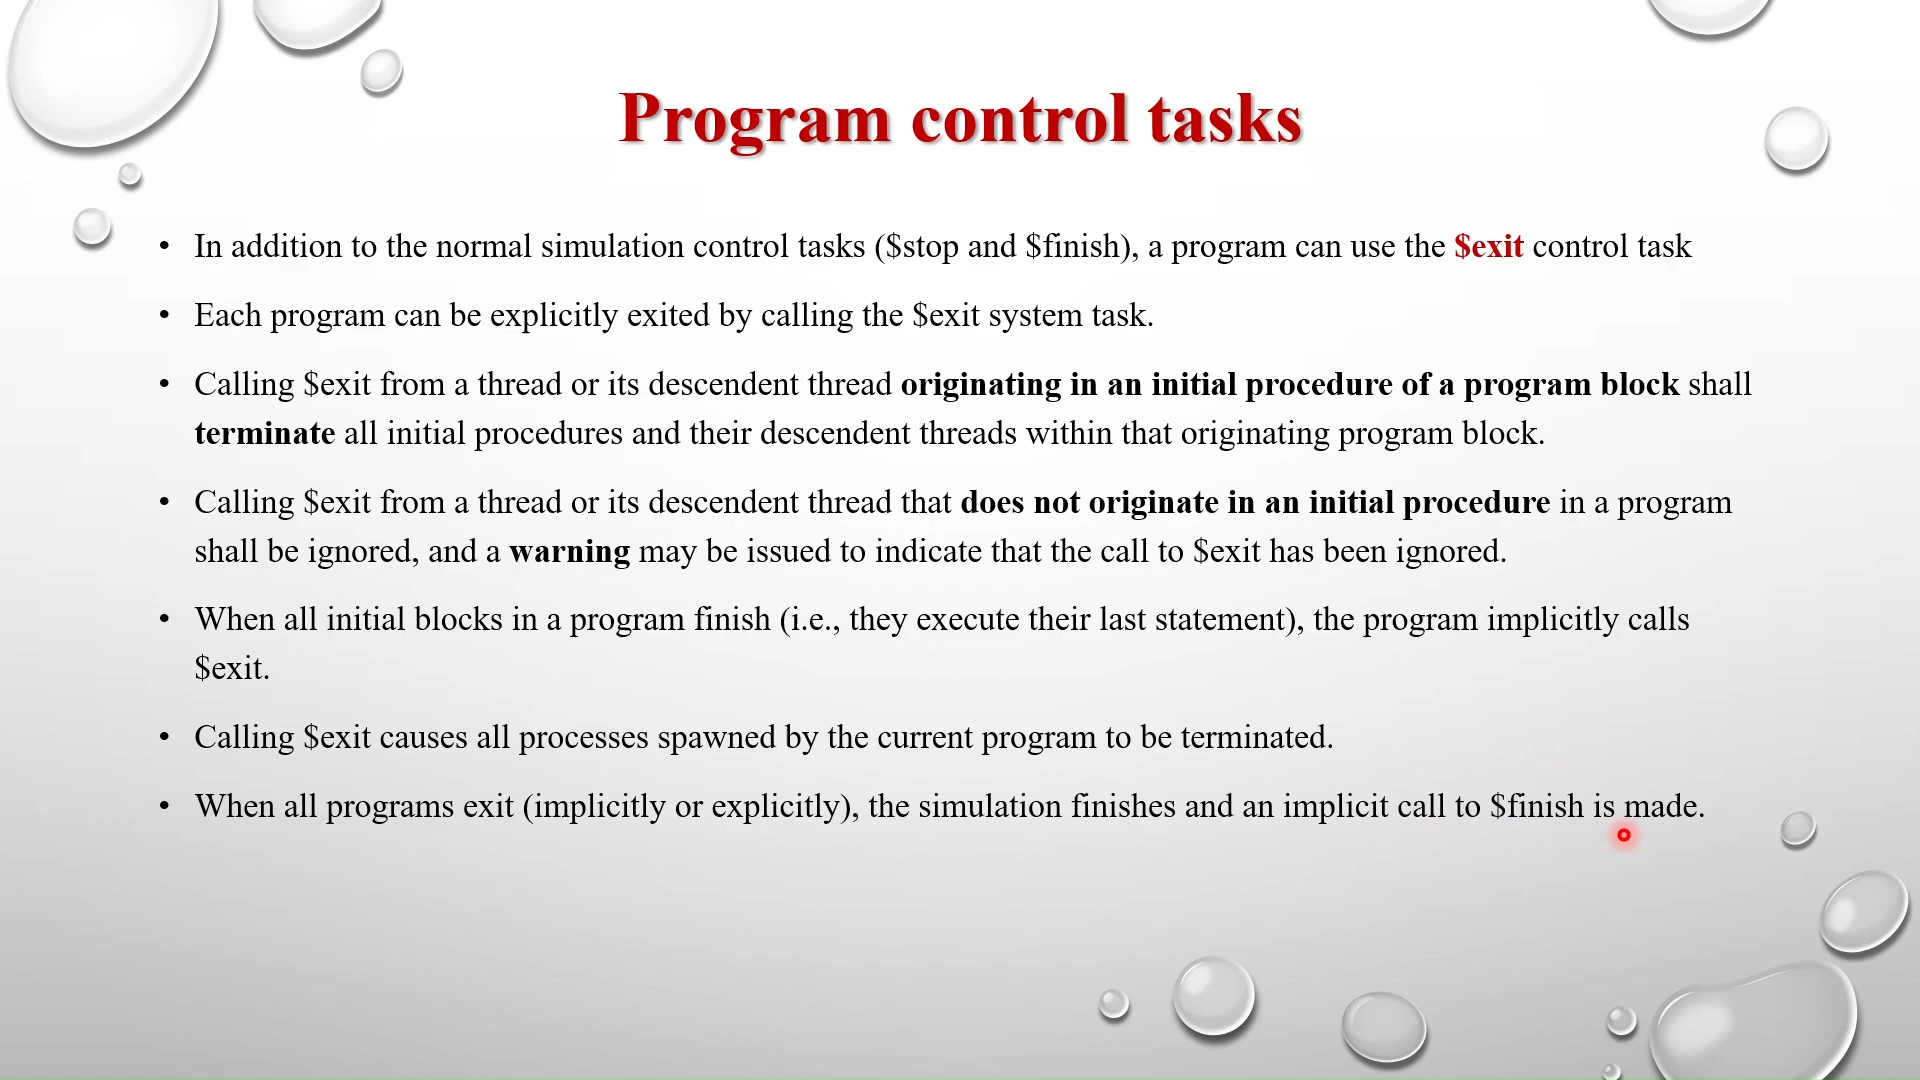 Program control tasks
• In addition to the normal simulation control tasks ($stop and $finish), a program can use the $exit control task
• Each program can be explicitly exited by calling the $exit system task.
• Calling $exit from a thread or its descendent thread originating in an initial procedure of a program block shall
terminate all initial procedures and their descendent threads within that originating program block.
• Calling $exit from a thread or its descendent thread that does not originate in an initial procedure in a program
shall be ignored, and a warning may be issued to indicate that the call to $exit has been ignored.
• When all initial blocks in a program finish (i.e., they execute their last statement), the program implicitly calls
$exit.
• Calling $exit causes all processes spawned by the current program to be terminated.
• When all programs exit (implicitly or explicitly), the simulation finishes and an implicit call to $finish is made.